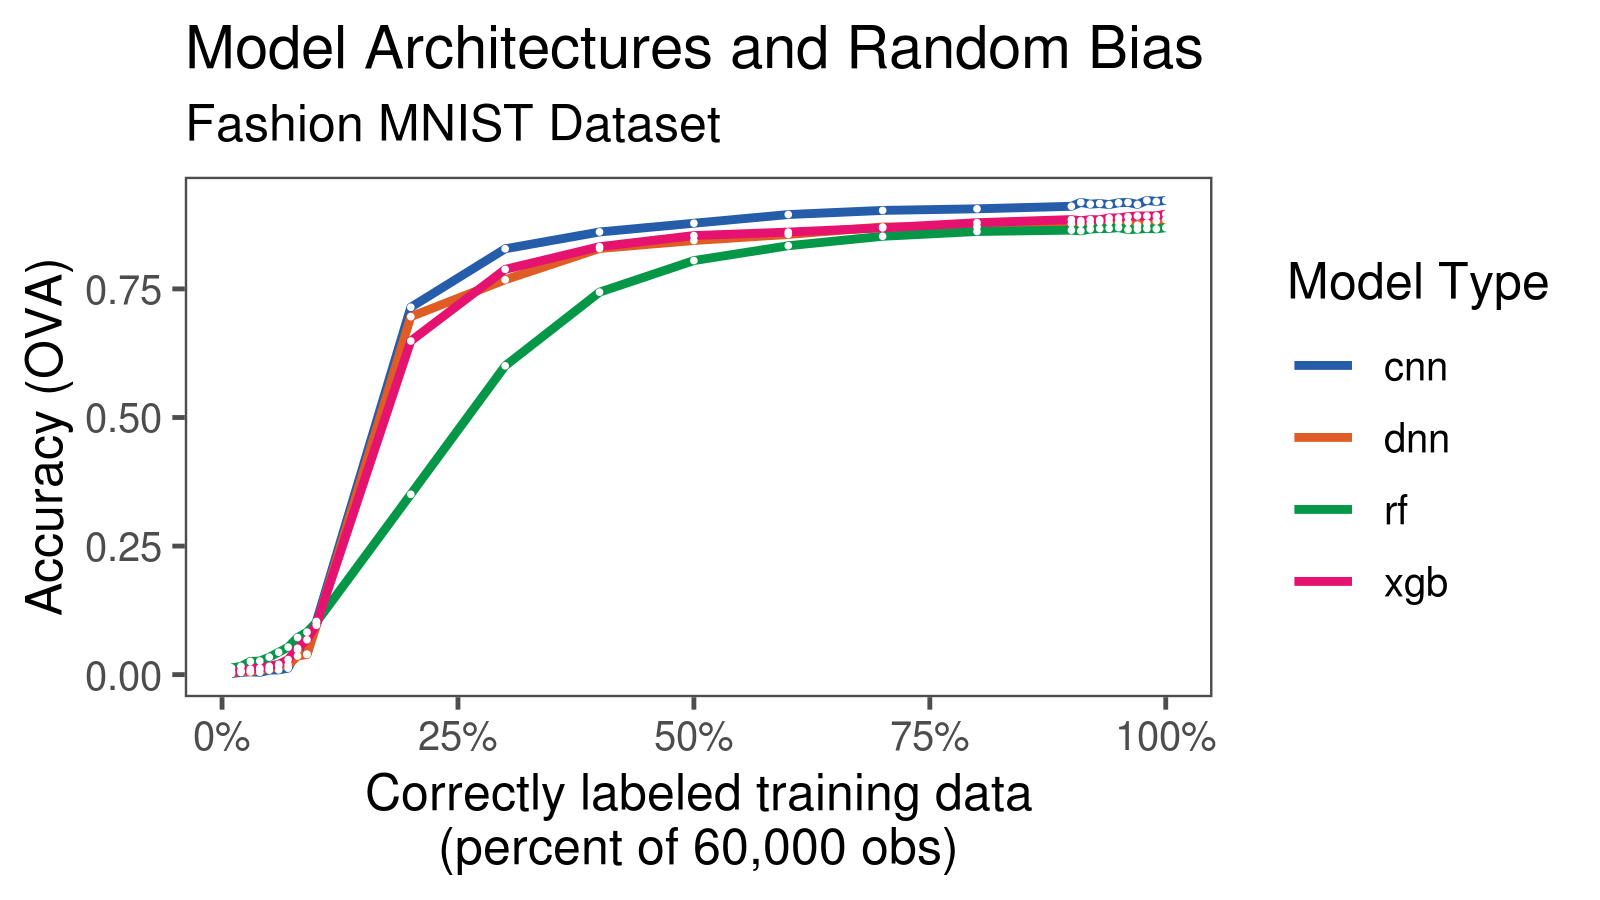 Model Architectures and Random Bias
Fashion MNIST Dataset
Accuracy (OVA)
0.75
0.50
0.25
0.00
0%
25%
50%
75%
100%
Correctly labeled training data
(percent of 60,000 obs)
Model Type
cnn
dnn
rf
xgb